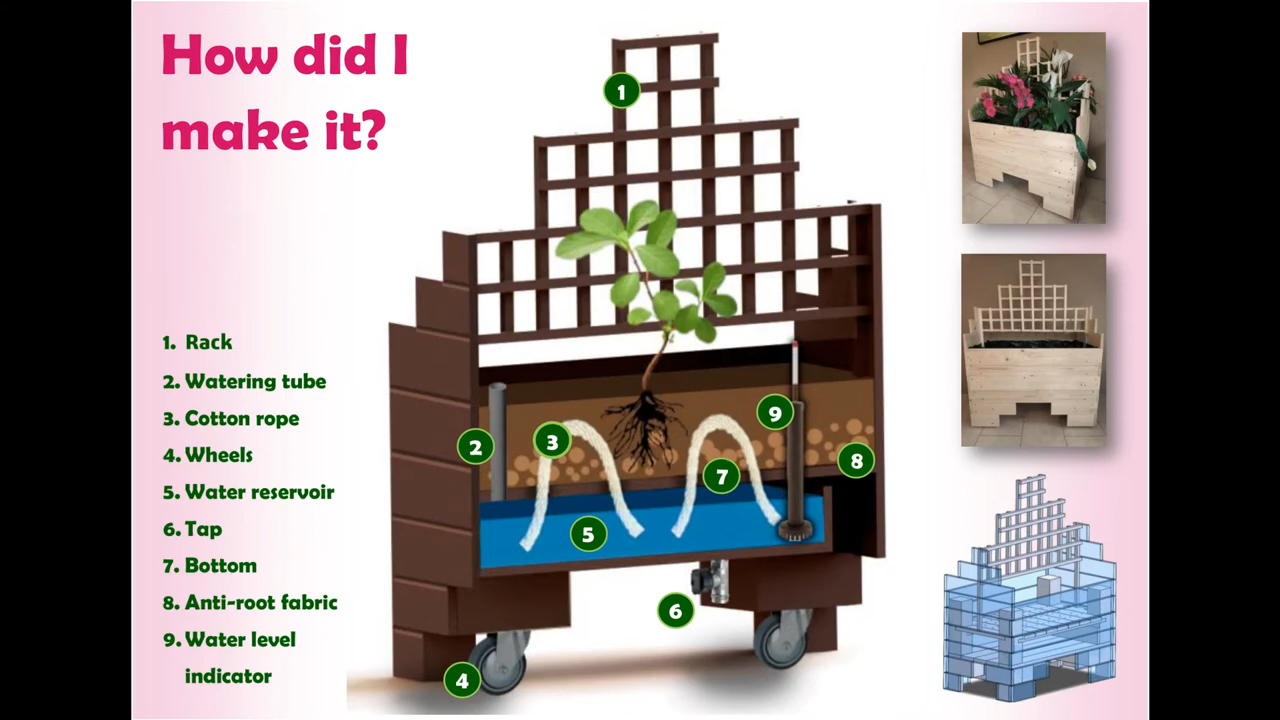 How did I
make it?
1. Rack
2. Watering tube
3. Cotton rope
4. Wheels
5. Water reservoir
6. Tap
7. Bottom
8. Anti-root fabric
9. Water level
indicator
1
2
3
9
8
7
5
6
4